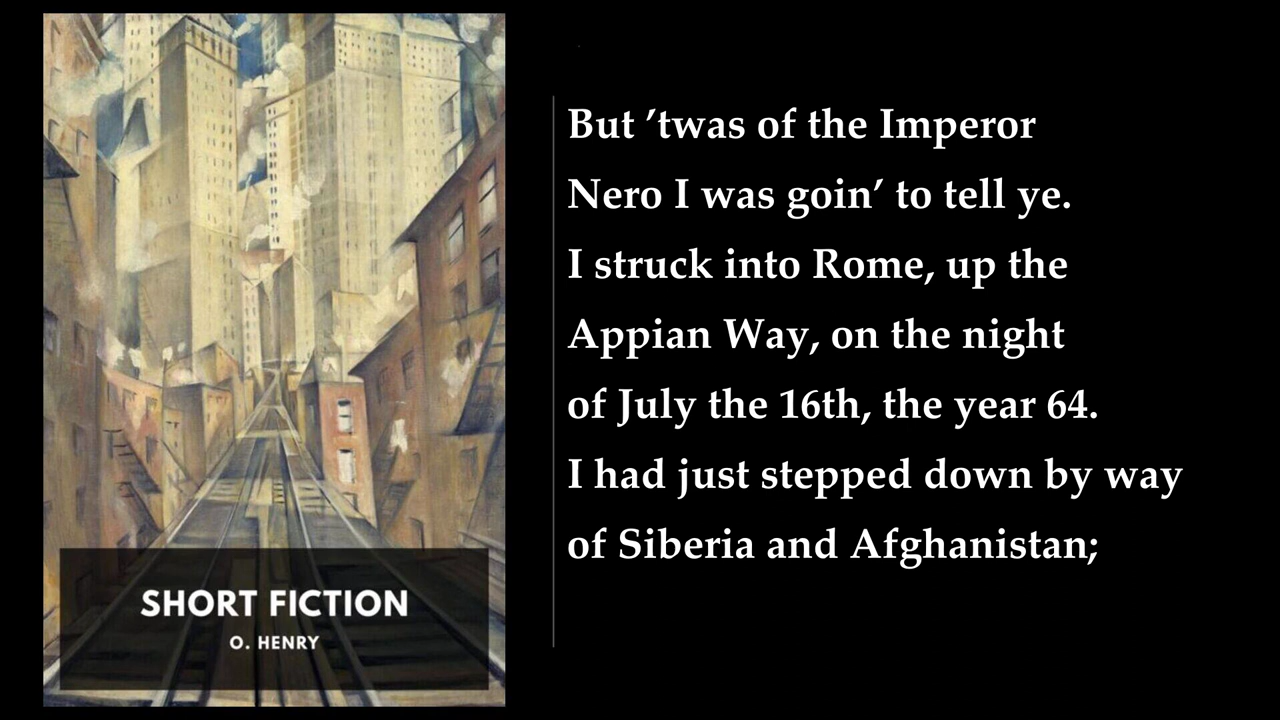 But ’twas of the Imperor
Nero I was goin’ to tell ye.
I struck into Rome, up the
Appian Way, on the night
of July the 16th, the year 64.
I had just stepped down by way
of Siberia and Afghanistan;
SHORT FICTION
O. HENRY